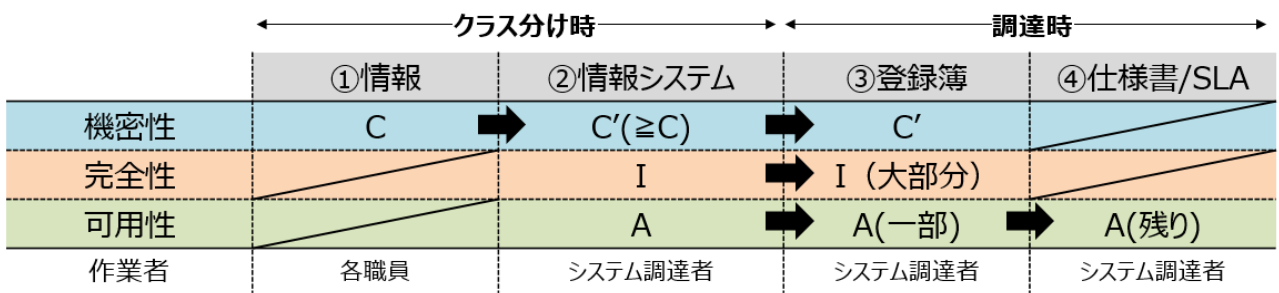 クラス分け時 調達時
①情報 ②情報システム ③登録簿 ④仕様書/SLA
機密性 C C′(≧C) C′
完全性 I I（大部分）
可用性 A A(一部) A(残り)
作業者 各職員 システム調達者 システム調達者 システム調達者